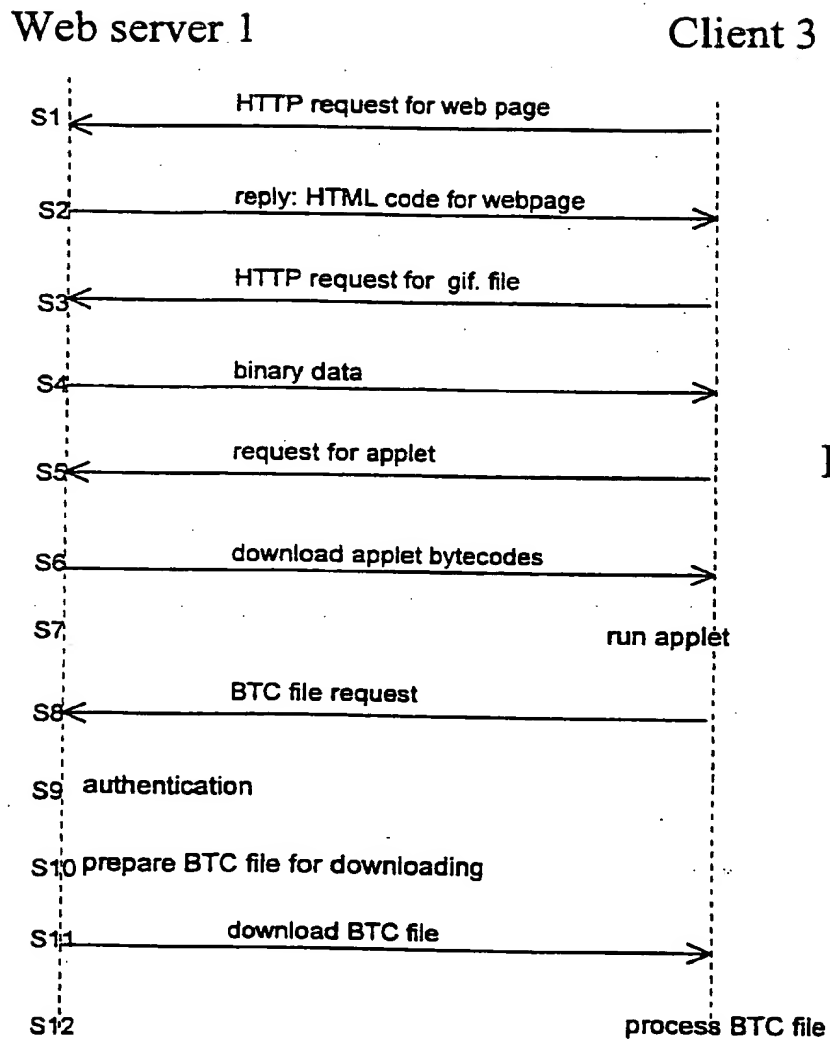 Web server 1 Client 3
S1 HTTP request for web page
S2 reply: HTML code for webpage
S3 HTTP request for gif. file
S4 binary data
S5 request for applet
S6 download applet bytecodes
S7 run applet
S8 BTC file request
S9 authentication
S10 prepare BTC file for downloading
S11 download BTC file
S12 process BTC file